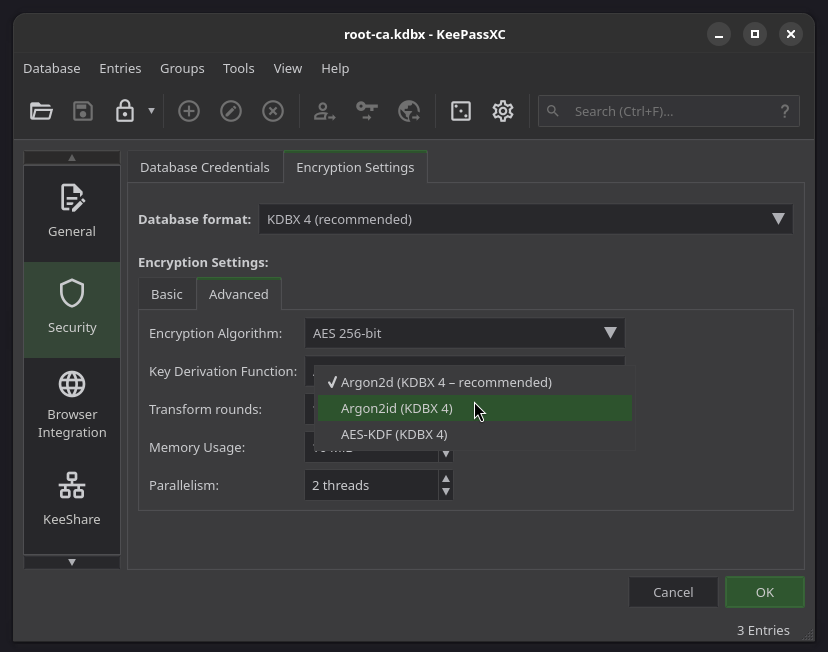 root-ca.kdbx - KeePassXC
Database Entries Groups Tools View Help
Search (Ctrl+F)... ?
General
Security
Browser
Integration
KeeShare
Database Credentials Encryption Settings
Database format: KDBX 4 (recommended)
Encryption Settings:
Basic Advanced
Encryption Algorithm: AES 256-bit
Key Derivation Function:
✓ Argon2d (KDBX 4 – recommended)
Argon2id (KDBX 4)
AES-KDF (KDBX 4)
Transform rounds:
Memory Usage:
Parallelism: 2 threads
Cancel OK
3 Entries